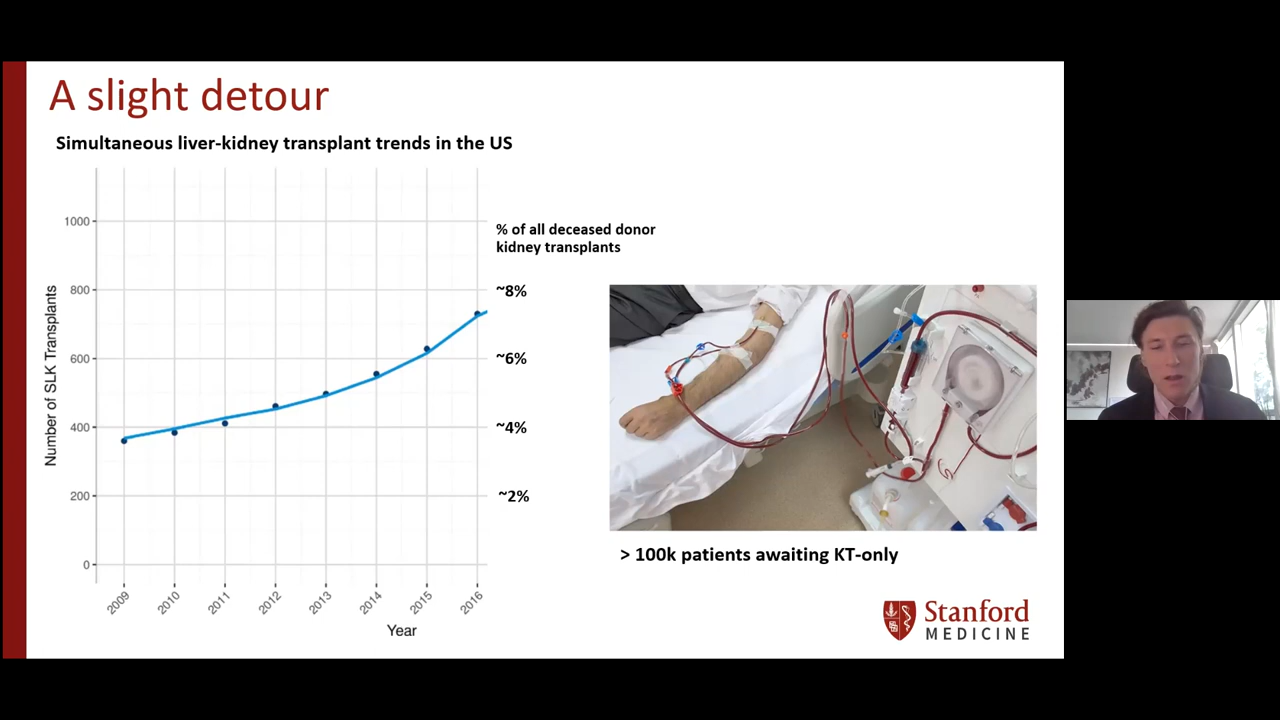 A slight detour
Simultaneous liver-kidney transplant trends in the US
Number of SLK Transplants
1000
800
600
400
200
0
2009
2010
2011
2012
2013
2014
2015
2016
Year
% of all deceased donor
kidney transplants
~8%
~6%
~4%
~2%
> 100k patients awaiting KT-only
Stanford
MEDICINE